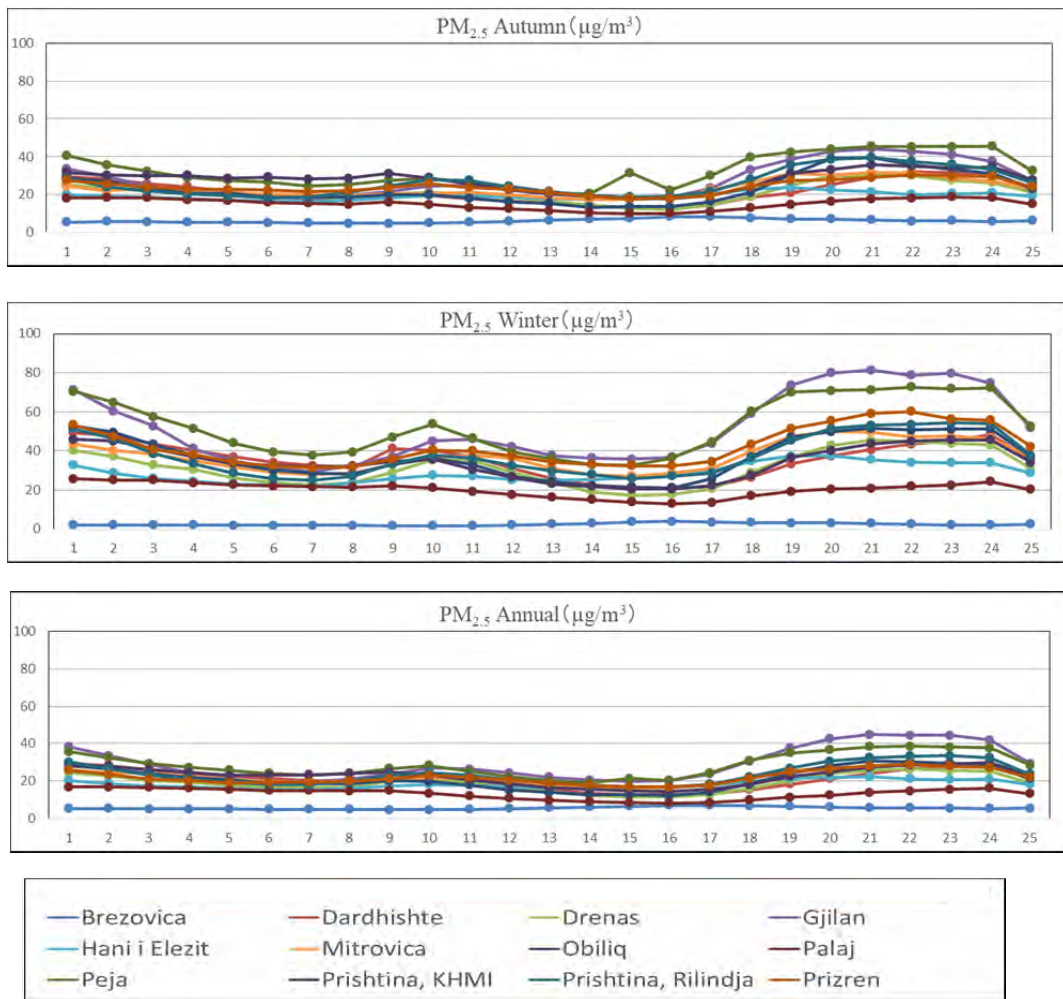 PM₂.₅ Autumn(µg/m³)
100
80
60
40
20
0
1 2 3 4 5 6 7 8 9 10 11 12 13 14 15 16 17 18 19 20 21 22 23 24 25
PM₂.₅ Winter(µg/m³)
100
80
60
40
20
0
1 2 3 4 5 6 7 8 9 10 11 12 13 14 15 16 17 18 19 20 21 22 23 24 25
PM₂.₅ Annual(µg/m³)
100
80
60
40
20
0
1 2 3 4 5 6 7 8 9 10 11 12 13 14 15 16 17 18 19 20 21 22 23 24 25
Brezovica Dardhishte Drenas Gjilan
Hani i Elezit Mitrovica Obiliq Palaj
Peja Prishtina, KHMI Prishtina, Rilindja Prizren